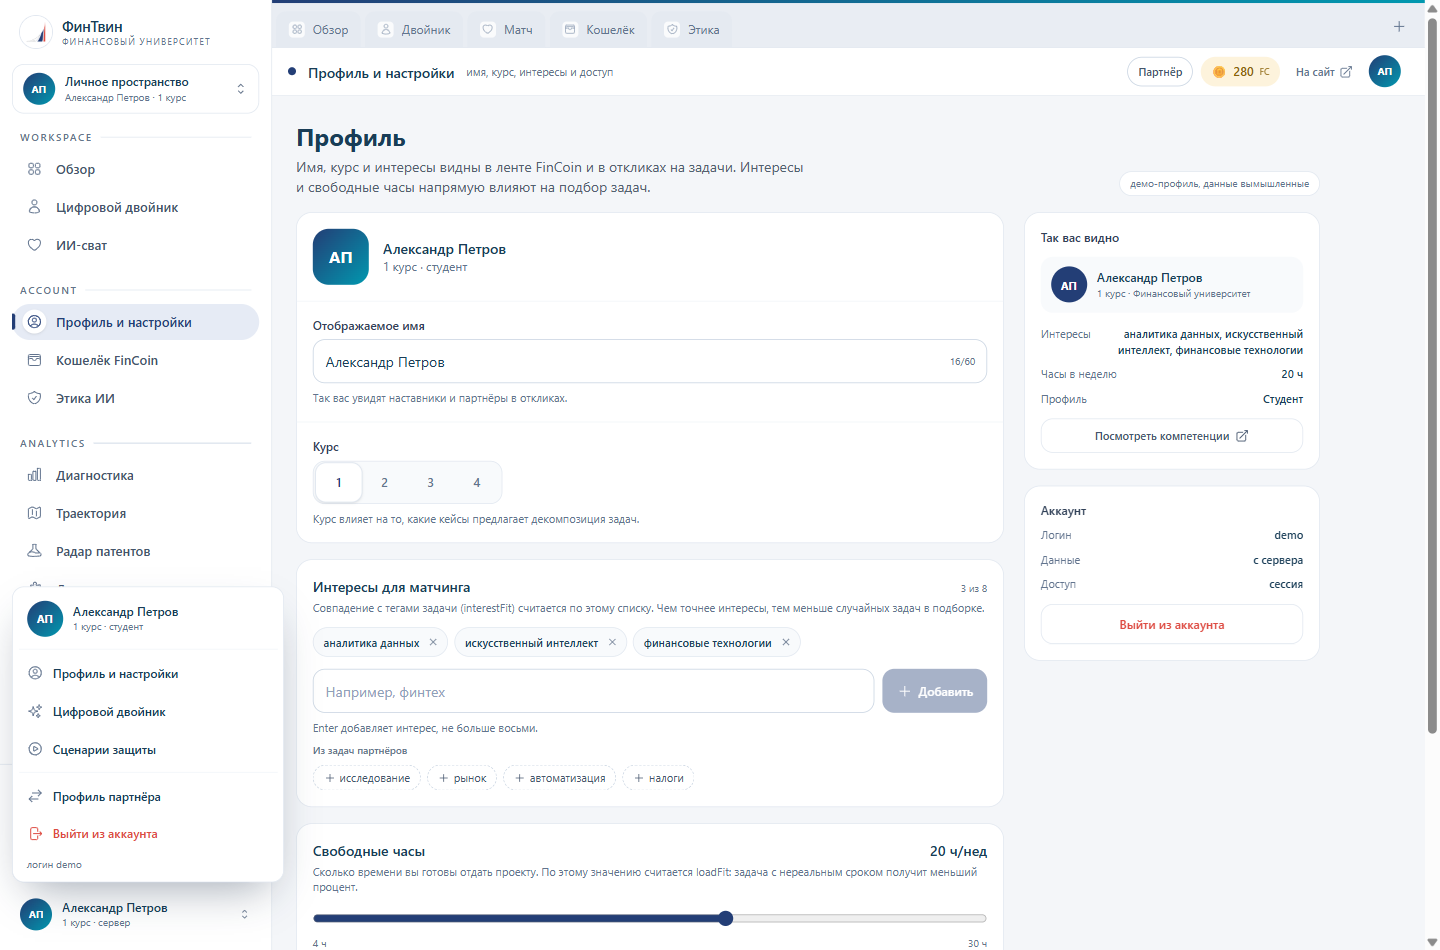 ФинТвин
ФИНАНСОВЫЙ УНИВЕРСИТЕТ
АП
Личное пространство
Александр Петров · 1 курс
WORKSPACE
Обзор
Цифровой двойник
ИИ-сват
ACCOUNT
Профиль и настройки
Кошелёк FinCoin
Этика ИИ
ANALYTICS
Диагностика
Траектория
Радар патентов
АП
Александр Петров
1 курс · студент
Профиль и настройки
Цифровой двойник
Сценарии защиты
Профиль партнёра
Выйти из аккаунта
логин demo
АП
Александр Петров
1 курс · сервер
Обзор
Двойник
Матч
Кошелёк
Этика
Профиль и настройки
имя, курс, интересы и доступ
Партнёр
280 FC
На сайт
АП
Профиль
Имя, курс и интересы видны в ленте FinCoin и в откликах на задачи. Интересы
и свободные часы напрямую влияют на подбор задач.
демо-профиль, данные вымышленные
АП
Александр Петров
1 курс · студент
Отображаемое имя
Александр Петров
16/60
Так вас увидят наставники и партнёры в откликах.
Курс
1 2 3 4
Курс влияет на то, какие кейсы предлагает декомпозиция задач.
Интересы для матчинга
3 из 8
Совпадение с тегами задачи (interestFit) считается по этому списку. Чем точнее интересы, тем меньше случайных задач в подборке.
аналитика данных
искусственный интеллект
финансовые технологии
Например, финтех
Добавить
Enter добавляет интерес, не больше восьми.
Из задач партнёров
исследование
рынок
автоматизация
налоги
Свободные часы
20 ч/нед
Сколько времени вы готовы отдать проекту. По этому значению считается loadFit: задача с нереальным сроком получит меньший
процент.
4 ч
30 ч
Так вас видно
АП
Александр Петров
1 курс · Финансовый университет
Интересы
аналитика данных, искусственный
интеллект, финансовые технологии
Часы в неделю
20 ч
Профиль
Студент
Посмотреть компетенции
Аккаунт
Логин
demo
Данные
с сервера
Доступ
сессия
Выйти из аккаунта